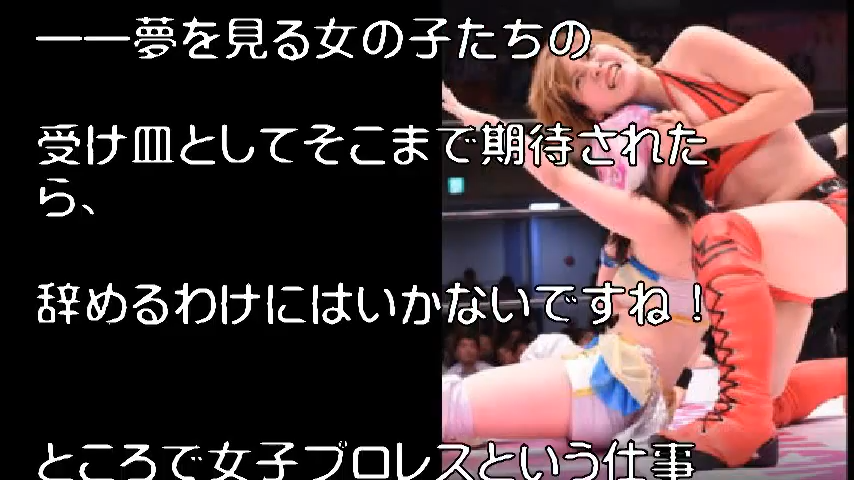 ――夢を見る女の子たちの
受け皿としてそこまで期待された
ら、
辞めるわけにはいかないですね！
ところで女子プロレスという仕事